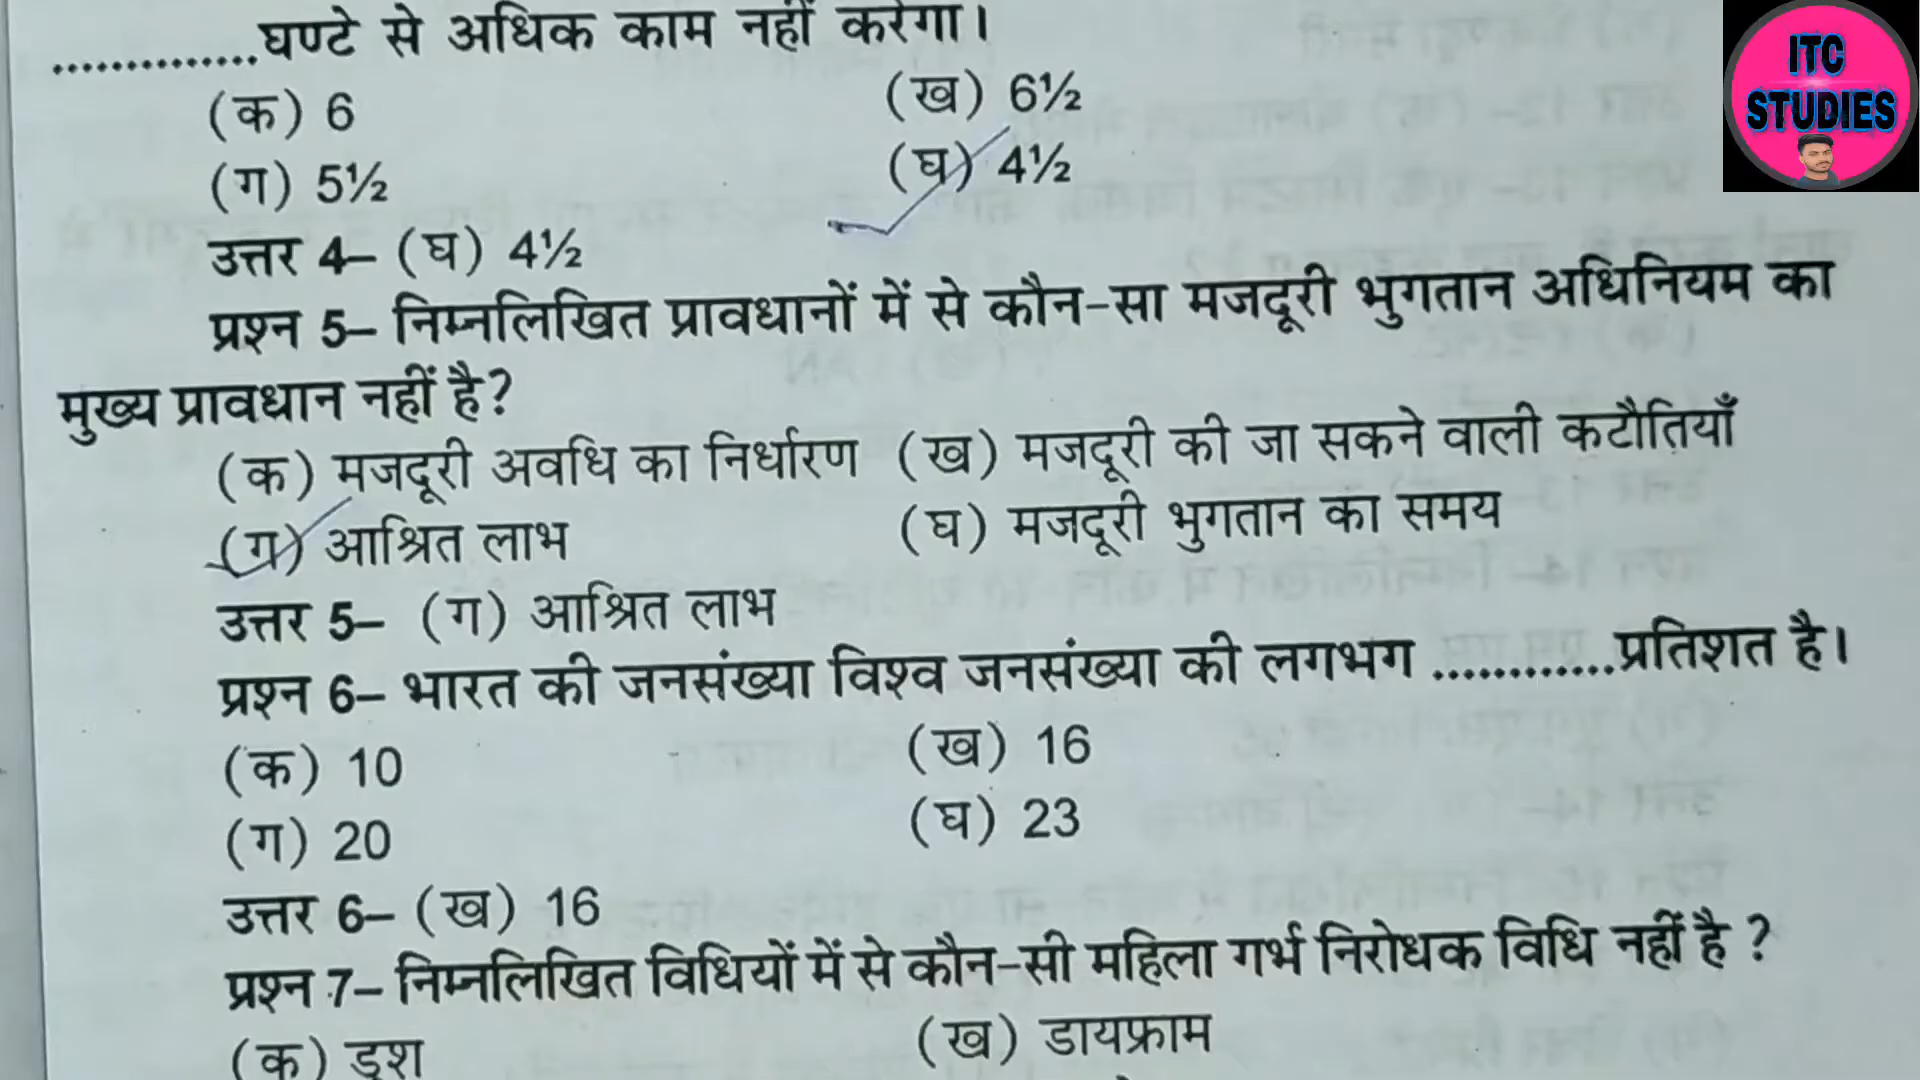 ..............घण्टे से अधिक काम नहीं करेगा।
(क) 6 (ख) 6½
(ग) 5½ (घ) 4½
उत्तर 4– (घ) 4½
प्रश्न 5– निम्नलिखित प्रावधानों में से कौन-सा मजदूरी भुगतान अधिनियम का
मुख्य प्रावधान नहीं है?
(क) मजदूरी अवधि का निर्धारण (ख) मजदूरी की जा सकने वाली कटौतियाँ
(ग) आश्रित लाभ (घ) मजदूरी भुगतान का समय
उत्तर 5– (ग) आश्रित लाभ
प्रश्न 6– भारत की जनसंख्या विश्व जनसंख्या की लगभग ............प्रतिशत है।
(क) 10 (ख) 16
(ग) 20 (घ) 23
उत्तर 6– (ख) 16
प्रश्न 7– निम्नलिखित विधियों में से कौन-सी महिला गर्भ निरोधक विधि नहीं है ?
(क) डूश (ख) डायफ्राम
ITC
STUDIES